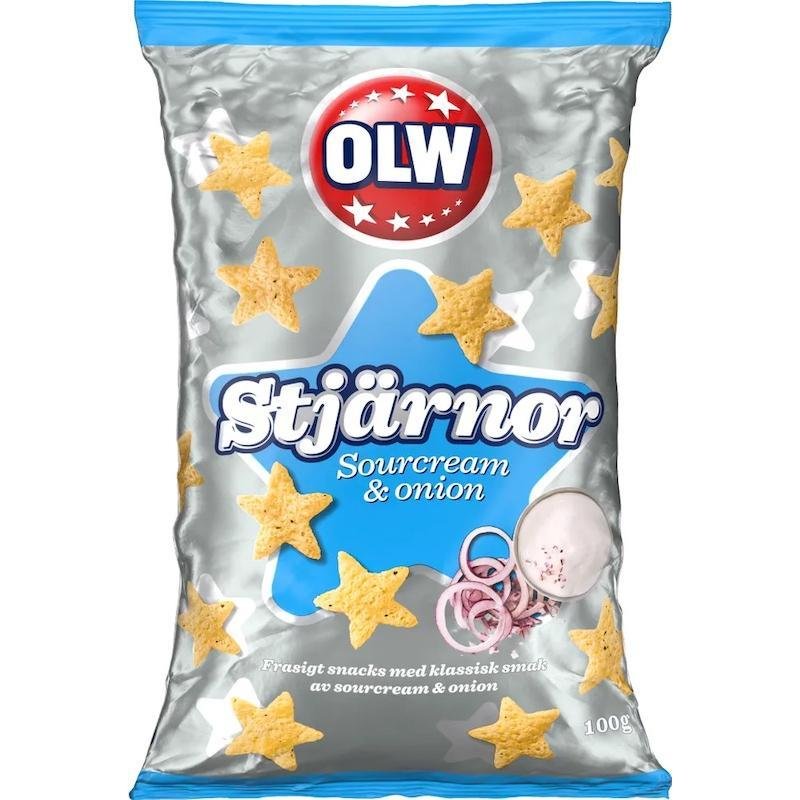 OLW
Stjärnor
Sourcream
& onion
Frasigt snacks med klassisk smak
av sourcream & onion
100g